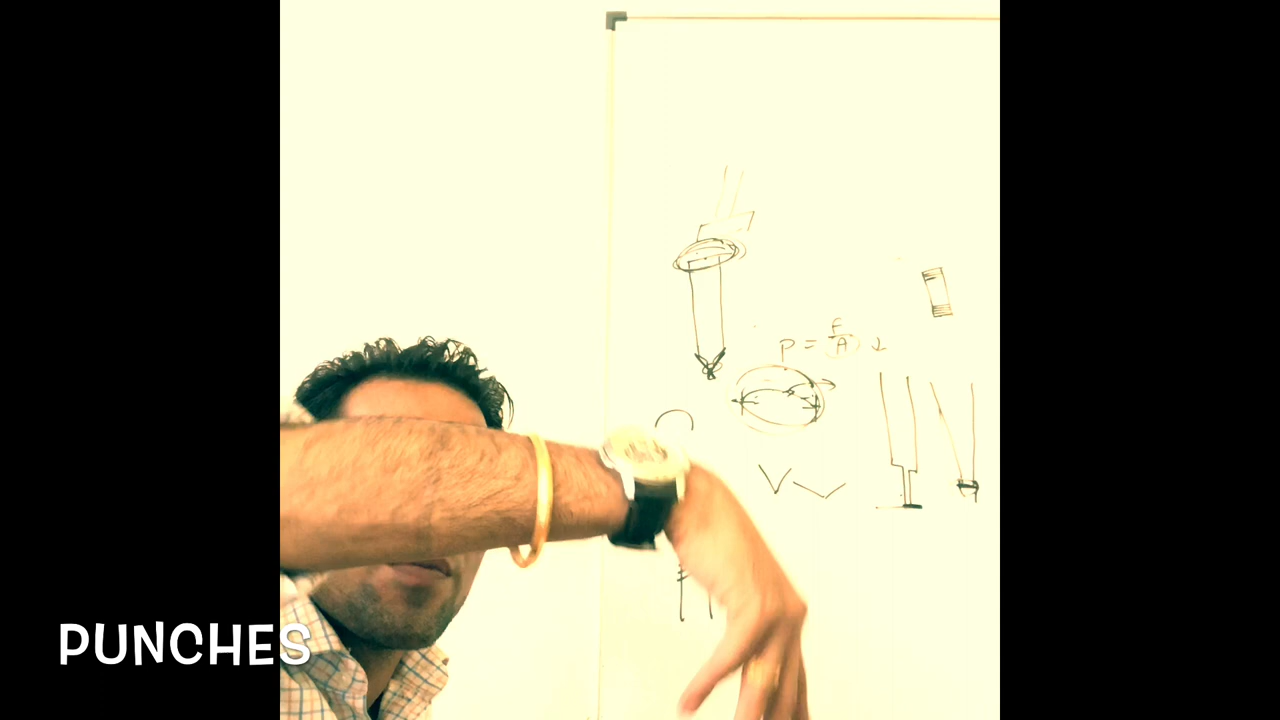 P = F/A ↓
PUNCHES